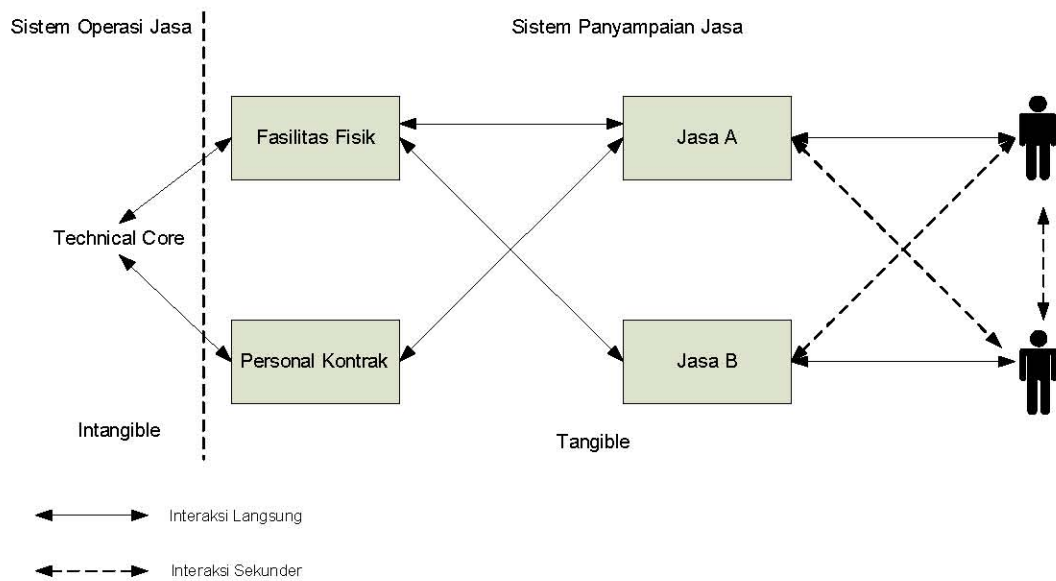 Sistem Operasi Jasa
Sistem Panyampaian Jasa
Fasilitas Fisik
Jasa A
Technical Core
Personal Kontrak
Jasa B
Intangible
Tangible
Interaksi Langsung
Interaksi Sekunder